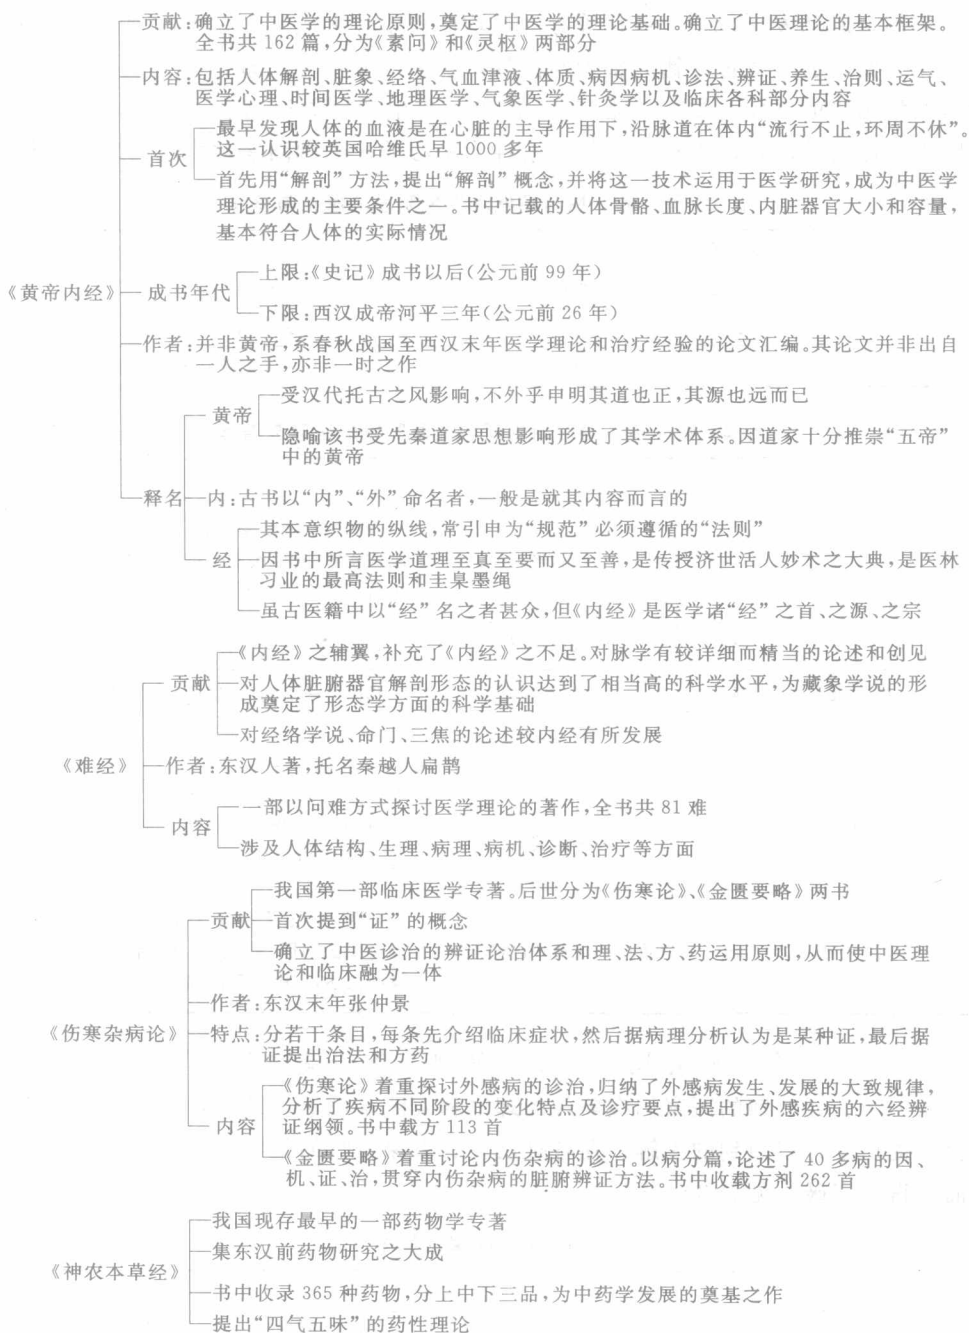 贡献：确立了中医学的理论原则，奠定了中医学的理论基础。确立了中医理论的基本框架。
全书共 162 篇，分为《素问》和《灵枢》两部分
内容：包括人体解剖、脏象、经络、气血津液、体质、病因病机、诊法、辨证、养生、治则、运气、
医学心理、时间医学、地理医学、气象医学、针灸学以及临床各科部分内容
最早发现人体的血液是在心脏的主导作用下，沿脉道在体内“流行不止，环周不休”。
首次
这一认识较英国哈维氏早 1000 多年
首先用“解剖”方法，提出“解剖”概念，并将这一技术运用于医学研究，成为中医学
理论形成的主要条件之一。书中记载的人体骨骼、血脉长度、内脏器官大小和容量，
基本符合人体的实际情况
上限：《史记》成书以后（公元前 99 年）
《黄帝内经》
成书年代
下限：西汉成帝河平三年（公元前 26 年）
作者：并非黄帝，系春秋战国至西汉末年医学理论和治疗经验的论文汇编。其论文并非出自
一人之手，亦非一时之作
受汉代托古之风影响，不外乎申明其道也正，其源也远而已
黄帝
隐喻该书受先秦道家思想影响形成了其学术体系。因道家十分推崇“五帝”
中的黄帝
释名
内：古书以“内”、“外”命名者，一般是就其内容而言的
其本意织物的纵线，常引申为“规范”必须遵循的“法则”
经
因书中所言医学道理至真至要而又至善，是传授济世活人妙术之大典，是医林
习业的最高法则和圭臬墨绳
虽古医籍中以“经”名之者甚众，但《内经》是医学诸“经”之首、之源、之宗
《内经》之辅翼，补充了《内经》之不足。对脉学有较详细而精当的论述和创见
贡献
对人体脏腑器官解剖形态的认识达到了相当高的科学水平，为藏象学说的形
成奠定了形态学方面的科学基础
对经络学说、命门、三焦的论述较内经有所发展
《难经》
作者：东汉人著，托名秦越人扁鹊
一部以问难方式探讨医学理论的著作，全书共 81 难
内容
涉及人体结构、生理、病理、病机、诊断、治疗等方面
我国第一部临床医学专著。后世分为《伤寒论》、《金匮要略》两书
贡献
首次提到“证”的概念
确立了中医诊治的辨证论治体系和理、法、方、药运用原则，从而使中医理
论和临床融为一体
作者：东汉末年张仲景
《伤寒杂病论》
特点：分若干条目，每条先介绍临床症状，然后据病理分析认为是某种证，最后据
证提出治法和方药
《伤寒论》着重探讨外感病的诊治，归纳了外感病发生、发展的大致规律，
分析了疾病不同阶段的变化特点及诊疗要点，提出了外感疾病的六经辨
内容
证纲领。书中载方 113 首
《金匮要略》着重讨论内伤杂病的诊治。以病分篇，论述了 40 多病的因、
机、证、治，贯穿内伤杂病的脏腑辨证方法。书中收载方剂 262 首
我国现存最早的一部药物学专著
集东汉前药物研究之大成
《神农本草经》
书中收录 365 种药物，分上中下三品，为中药学发展的奠基之作
提出“四气五味”的药性理论